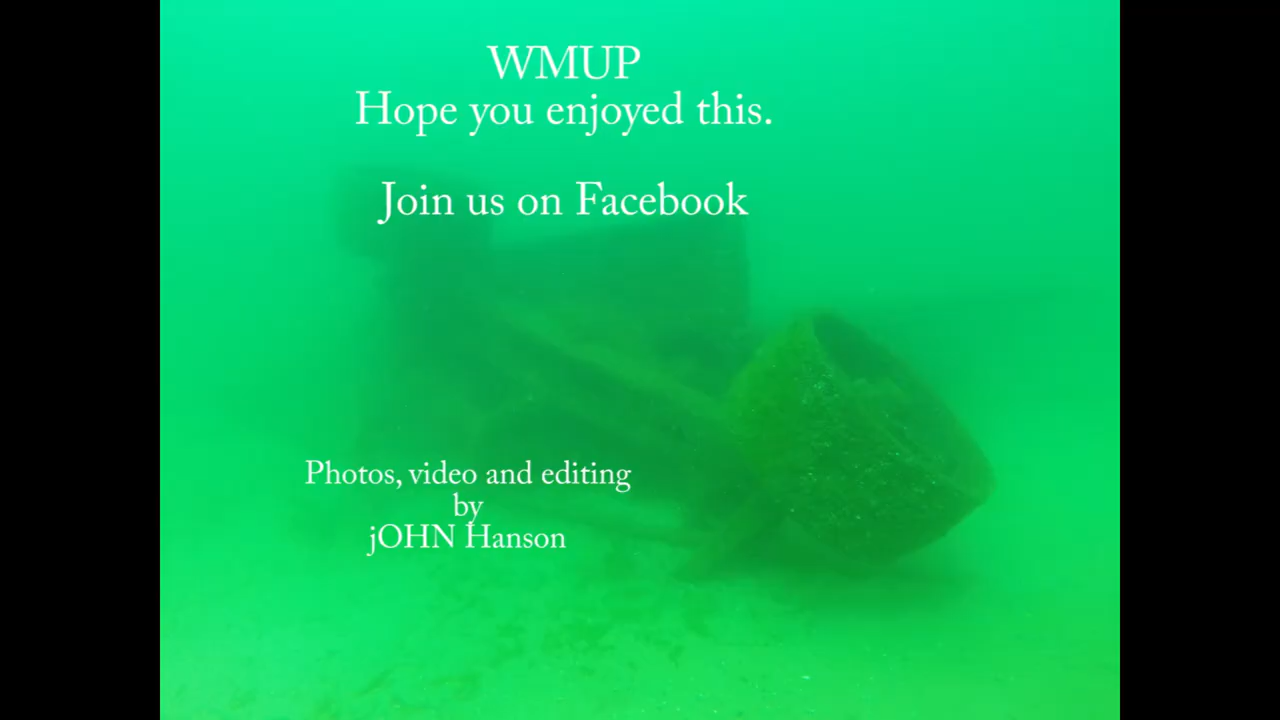 WMUP
Hope you enjoyed this.
Join us on Facebook
Photos, video and editing
by
jOHN Hanson